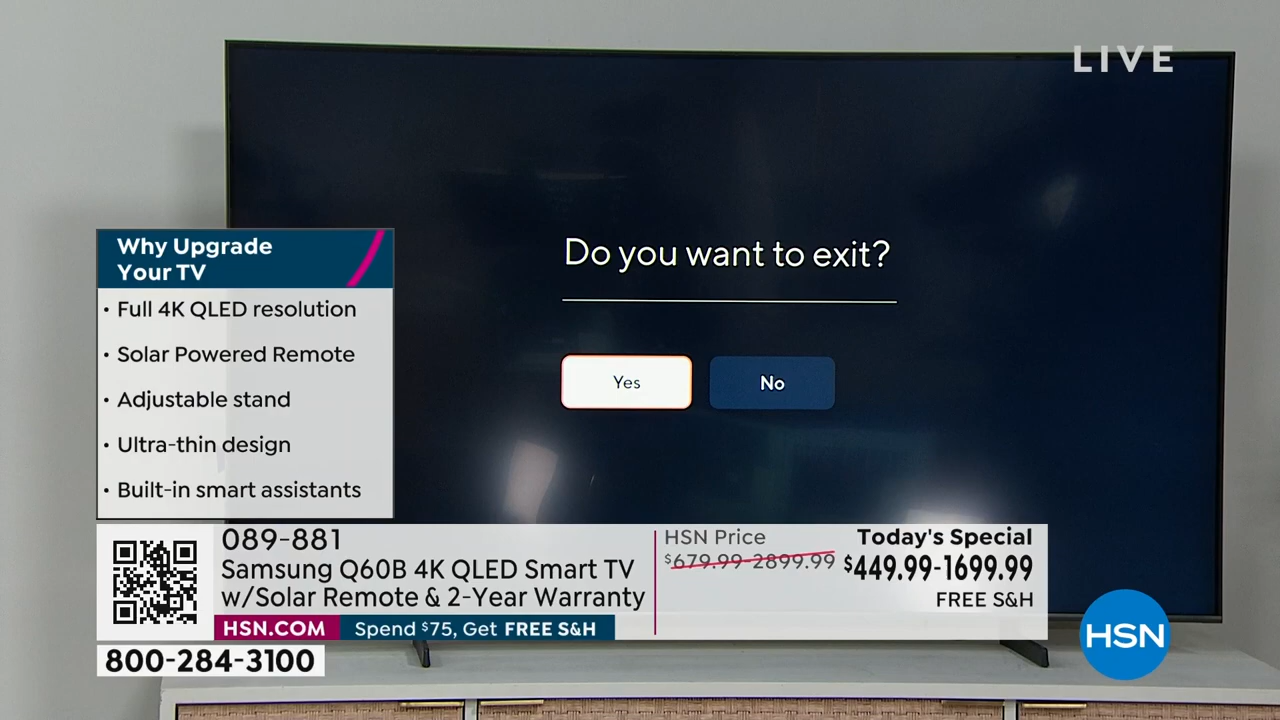 LIVE
Do you want to exit?
Yes
No
Why Upgrade
Your TV
• Full 4K QLED resolution
• Solar Powered Remote
• Adjustable stand
• Ultra-thin design
• Built-in smart assistants
089-881
Samsung Q60B 4K QLED Smart TV
w/Solar Remote & 2-Year Warranty
HSN.COM
Spend $75, Get FREE S&H
HSN Price
$679.99-2899.99
Today's Special
$449.99-1699.99
FREE S&H
HSN
800-284-3100